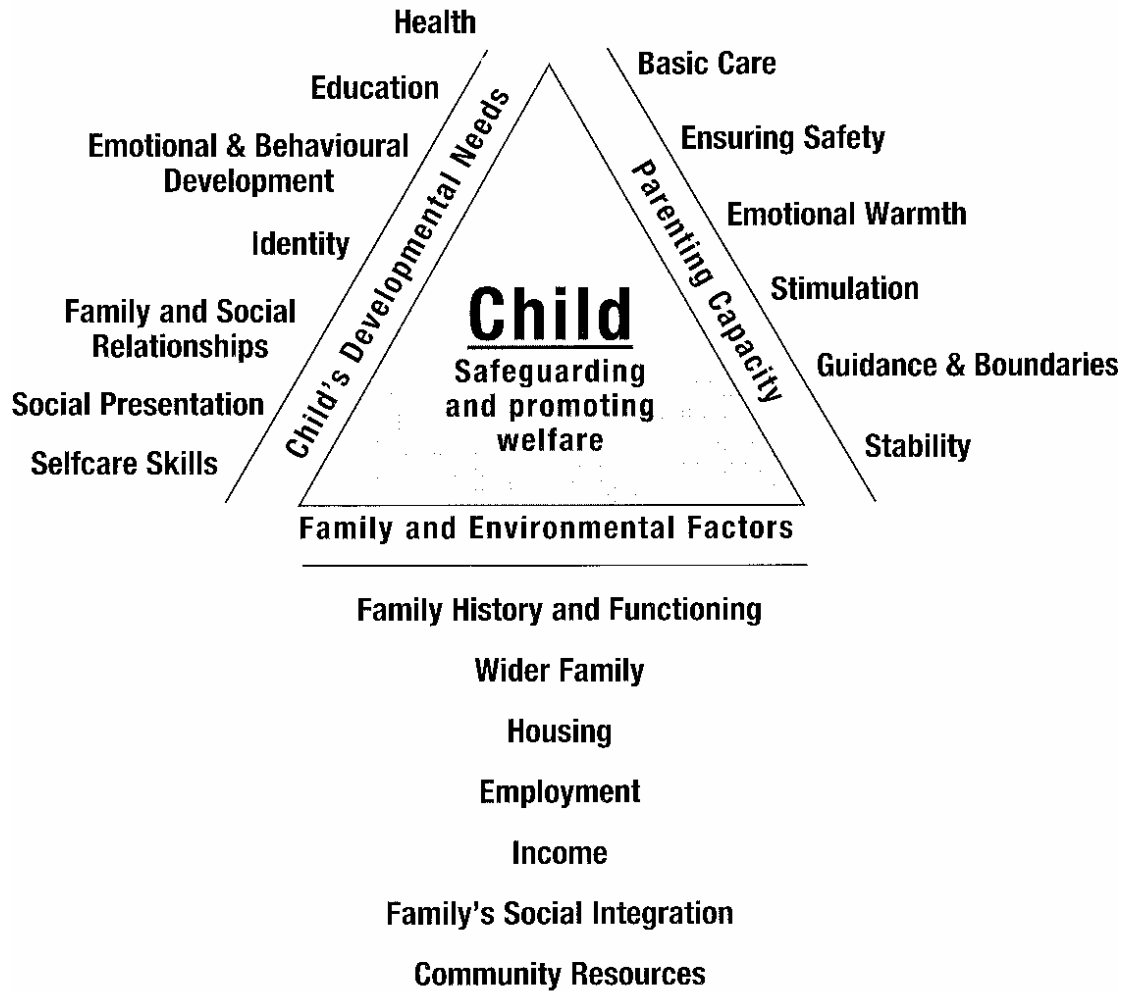 Health
Education
Emotional & Behavioural
Development
Identity
Family and Social
Relationships
Social Presentation
Selfcare Skills
Child's Developmental Needs
Child
Safeguarding
and promoting
welfare
Parenting Capacity
Basic Care
Ensuring Safety
Emotional Warmth
Stimulation
Guidance & Boundaries
Stability
Family and Environmental Factors
Family History and Functioning
Wider Family
Housing
Employment
Income
Family's Social Integration
Community Resources